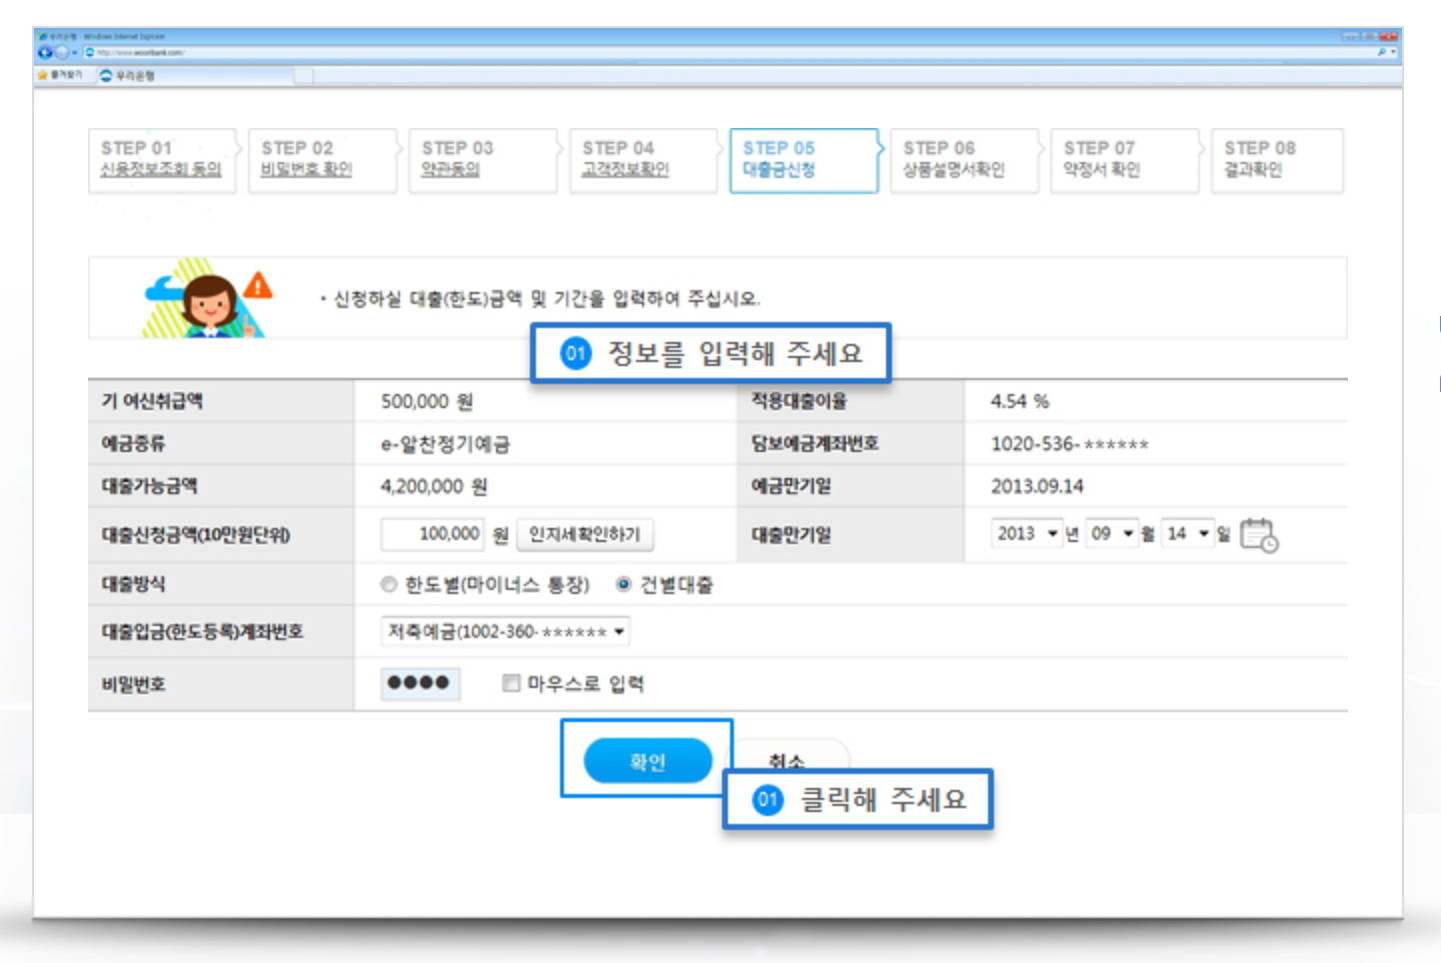 우리은행 - Windows Internet Explorer
http://www.wooribank.com/
즐겨찾기 우리은행
STEP 01 STEP 02 STEP 03 STEP 04 STEP 05 STEP 06 STEP 07 STEP 08
신용정보조회 동의 비밀번호 확인 약관동의 고객정보확인 대출금신청 상품설명서확인 약정서 확인 결과확인
• 신청하실 대출(한도)금액 및 기간을 입력하여 주십시오.
01 정보를 입력해 주세요
기 여신취급액 500,000 원 적용대출이율 4.54 %
예금종류 e-알찬정기예금 담보예금계좌번호 1020-536-******
대출가능금액 4,200,000 원 예금만기일 2013.09.14
대출신청금액(10만원단위) 100,000 원 인지세확인하기 대출만기일 2013 년 09 월 14 일
대출방식 한도별(마이너스 통장) 건별대출
대출입금(한도등록)계좌번호 저축예금(1002-360-******
비밀번호 ●●●● 마우스로 입력
확인 취소
01 클릭해 주세요